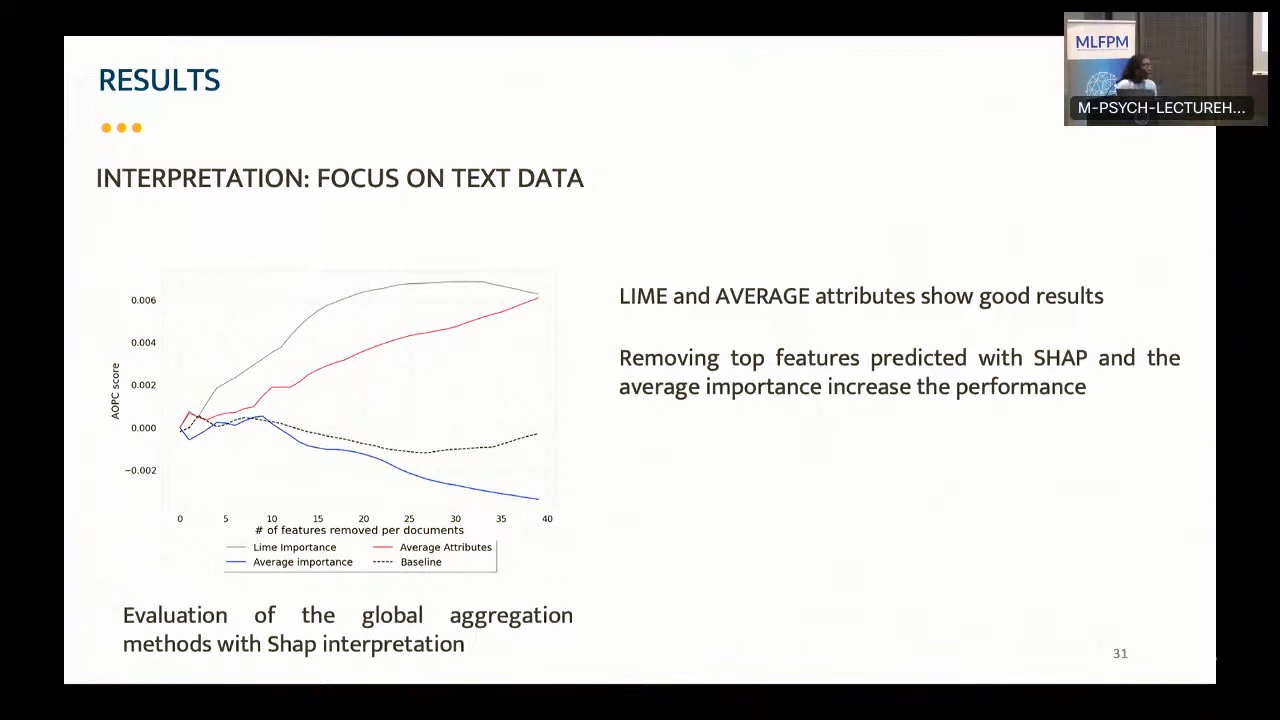 RESULTS
MLFPM
M-PSYCH-LECTUREH...
INTERPRETATION: FOCUS ON TEXT DATA
LIME and AVERAGE attributes show good results
Removing top features predicted with SHAP and the
average importance increase the performance
AOPC score
0.006
0.004
0.002
0.000
−0.002
0 5 10 15 20 25 30 35 40
# of features removed per documents
Lime Importance
Average Attributes
Average importance
Baseline
Evaluation of the global aggregation
methods with Shap interpretation
31